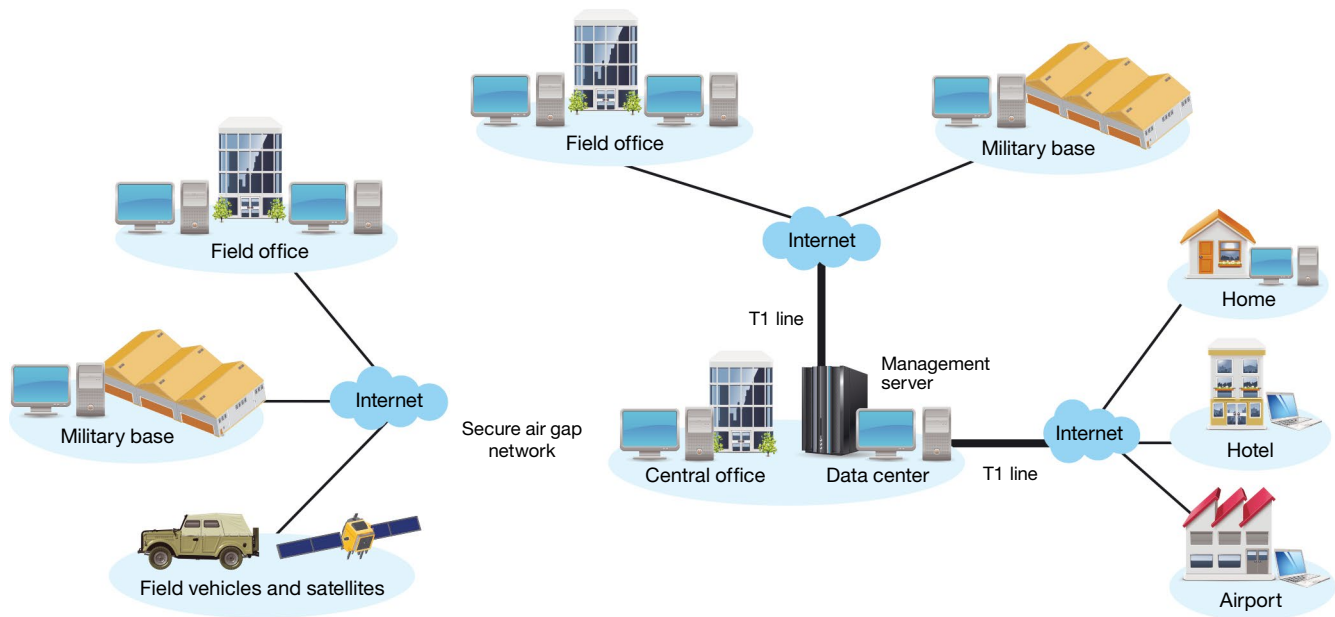 Field office
Military base
Internet
Field office
T1 line
Home
Management
server
Internet
Military base
Secure air gap
network
Internet
Hotel
Central office
Data center
T1 line
Field vehicles and satellites
Airport